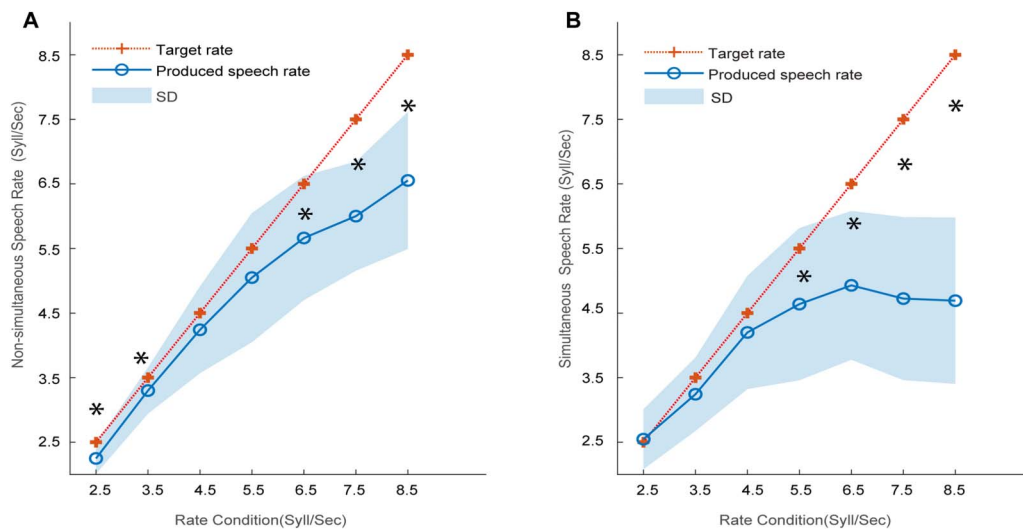 A
Target rate
Produced speech rate
SD
Non-simultaneous Speech Rate (Syll/Sec)
8.5
7.5
6.5
5.5
4.5
3.5
2.5
*
*
*
*
*
2.5 3.5 4.5 5.5 6.5 7.5 8.5
Rate Condition(Syll/Sec)
B
Target rate
Produced speech rate
SD
Simultaneous Speech Rate (Syll/Sec)
8.5
7.5
6.5
5.5
4.5
3.5
2.5
*
*
*
*
2.5 3.5 4.5 5.5 6.5 7.5 8.5
Rate Condition(Syll/Sec)